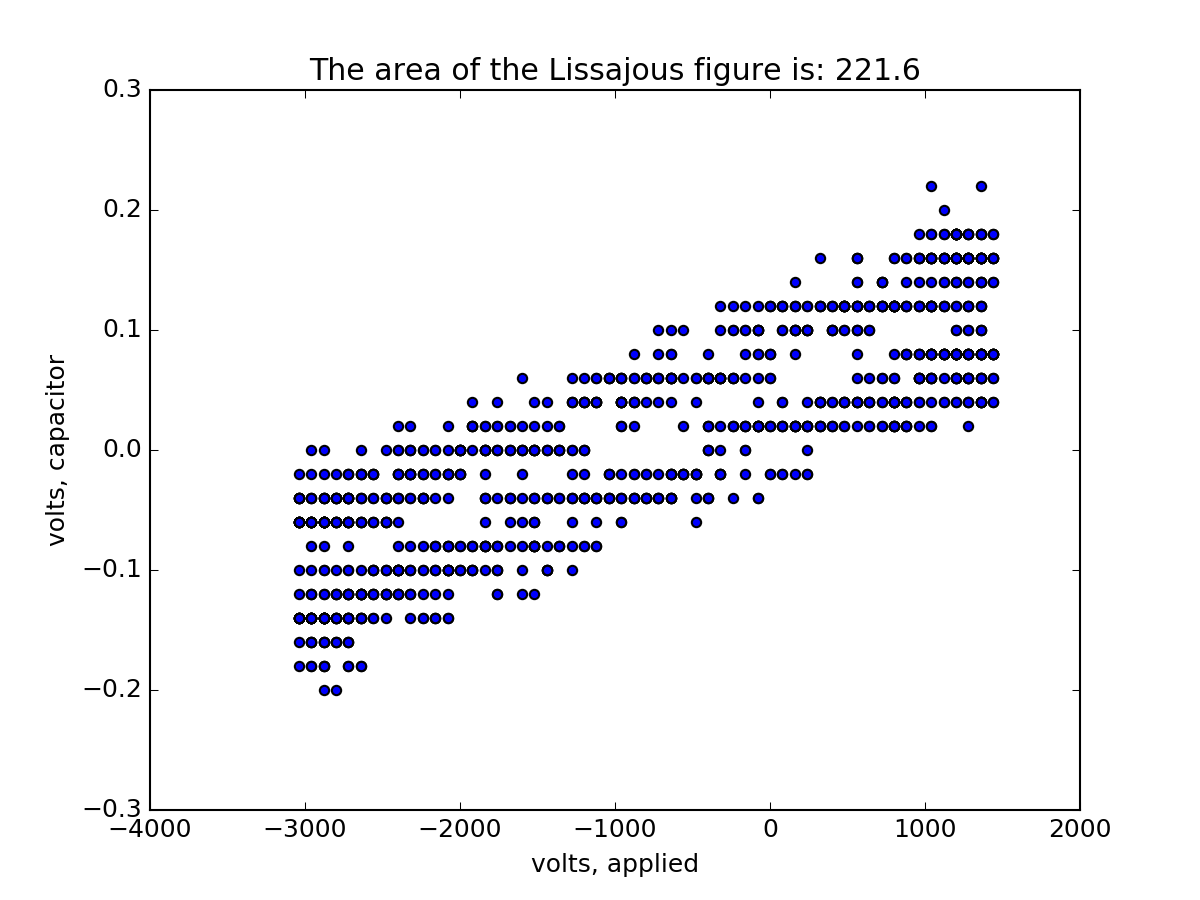 The area of the Lissajous figure is: 221.6
0.3
0.2
0.1
0.0
−0.1
−0.2
−0.3
volts, capacitor
−4000 −3000 −2000 −1000 0 1000 2000
volts, applied